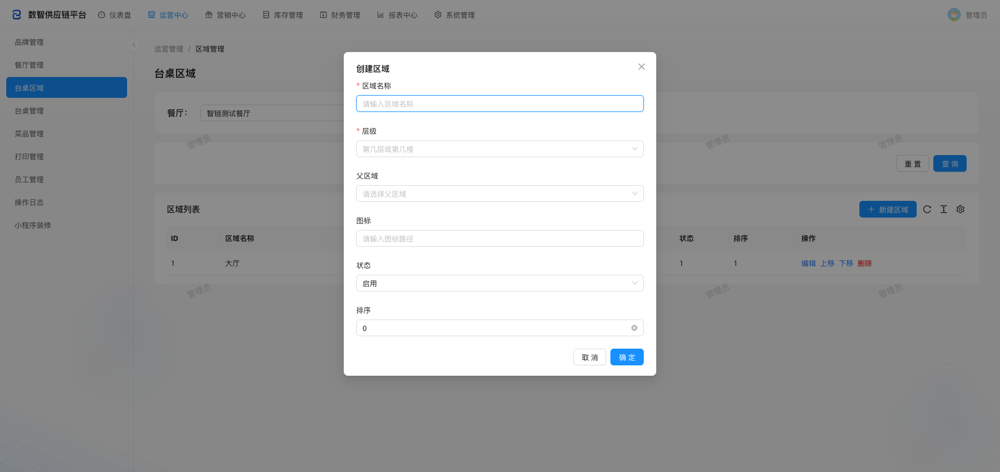 数智供应链平台 仪表盘 运营中心 营销中心 库存管理 财务管理 报表中心 系统管理 管理员
品牌管理
餐厅管理
台桌区域
台桌管理
菜品管理
打印管理
员工管理
操作日志
小程序装修
运营管理 / 区域管理
台桌区域
餐厅： 智链测试餐厅
管理员 管理员 管理员
重 置 查 询
区域列表 新建区域
ID 区域名称 状态 排序 操作
1 大厅 1 1 编辑 上移 下移 删除
管理员 管理员 管理员
创建区域
* 区域名称
请输入区域名称
* 层级
第几层或第几楼
父区域
请选择父区域
图标
请输入图标路径
状态
启用
排序
0
取 消 确 定